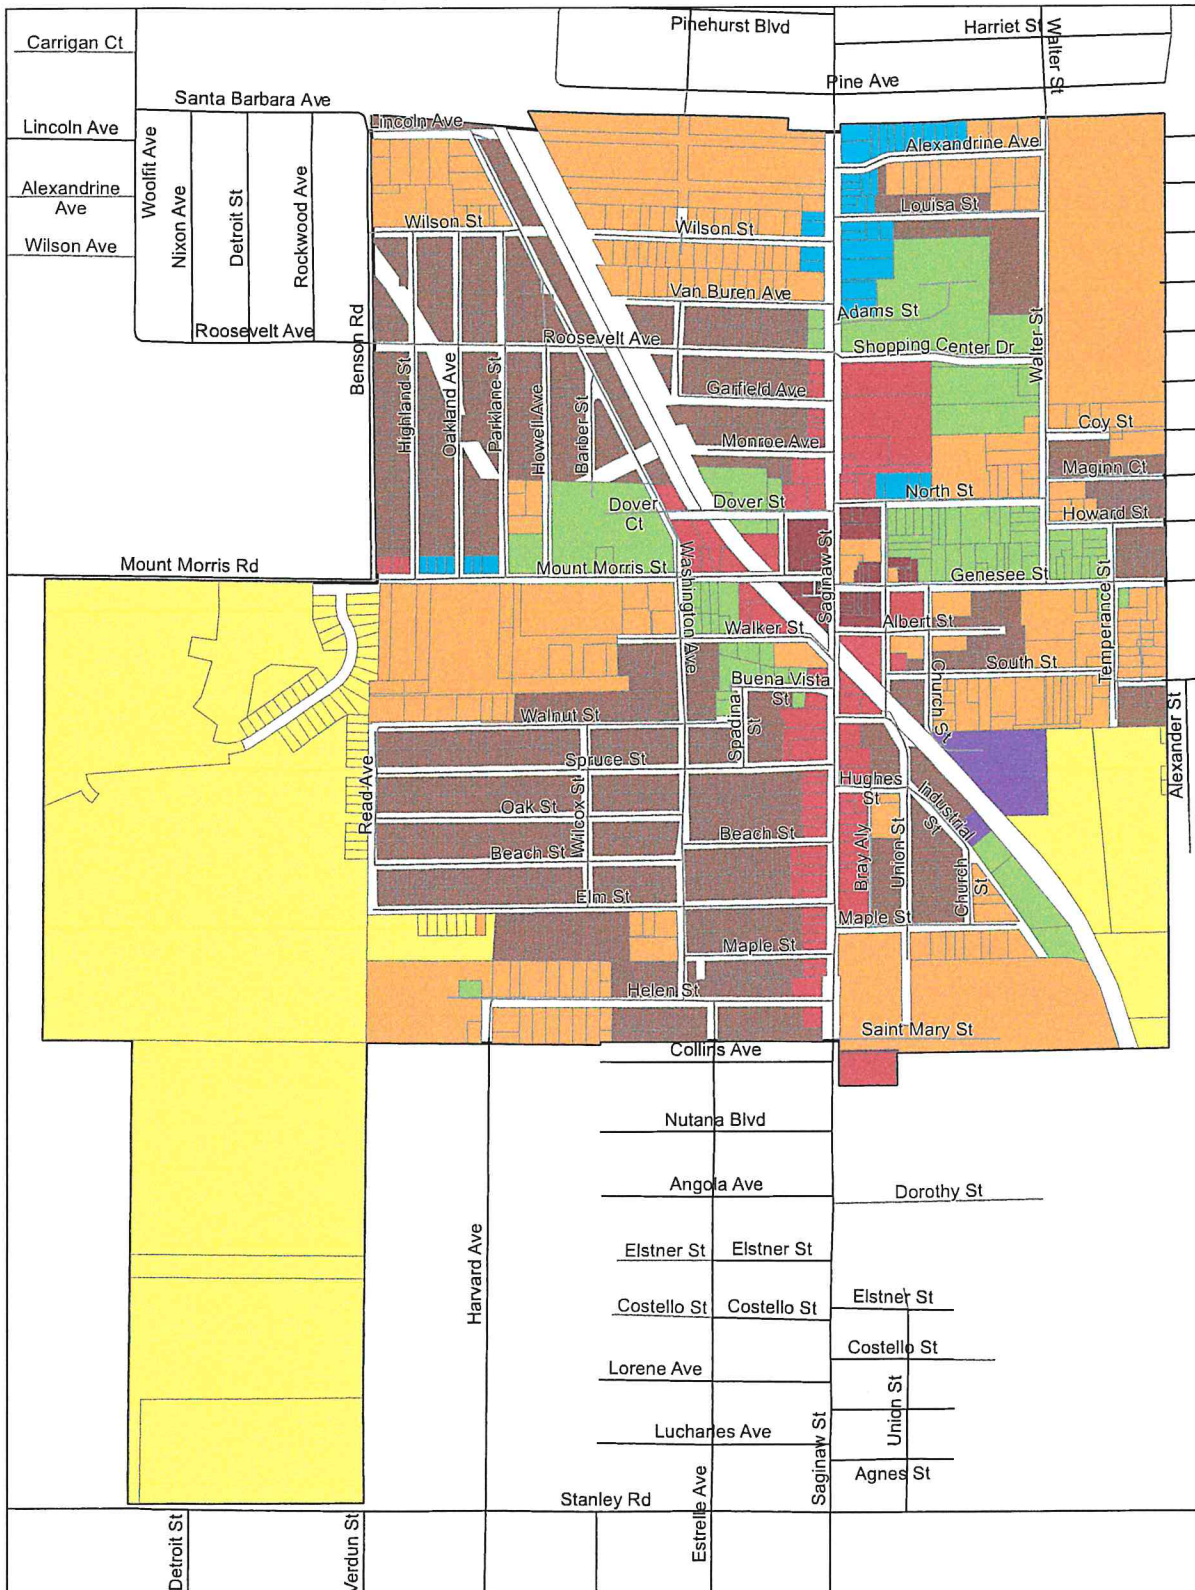 Pinehurst Blvd
Harriet St
Walter St
Carrigan Ct
Pine Ave
Santa Barbara Ave
Lincoln Ave
Lincoln Ave
Alexandrine Ave
Woolfit Ave
Nixon Ave
Detroit St
Rockwood Ave
Alexandrine
Ave
Louisa St
Wilson St
Wilson St
Wilson Ave
Van Buren Ave
Adams St
Benson Rd
Roosevelt Ave
Roosevelt Ave
Shopping Center Dr
Walter St
Highland St
Oakland Ave
Parklane St
Howell Ave
Barber St
Garfield Ave
Monroe Ave
Coy St
Maginn Ct
North St
Dover
Ct
Dover St
Howard St
Mount Morris Rd
Mount Morris St
Washington Ave
Saginaw St
Genesee St
Temperance St
Walker St
Albert St
Church St
South St
Buena Vista
St
Spadina
St
Walnut St
Alexander St
Read Ave
Spruce St
Wilcox St
Hughes
St
Industrial
St
Oak St
Beach St
Beach St
Bray Aly
Union St
Church
St
Elm St
Maple St
Maple St
Helen St
Saint Mary St
Collins Ave
Nutana Blvd
Angola Ave
Dorothy St
Harvard Ave
Elstner St
Elstner St
Elstner St
Costello St
Costello St
Costello St
Lorene Ave
Union St
Lucharles Ave
Saginaw St
Agnes St
Stanley Rd
Estrelle Ave
Detroit St
Verdun St